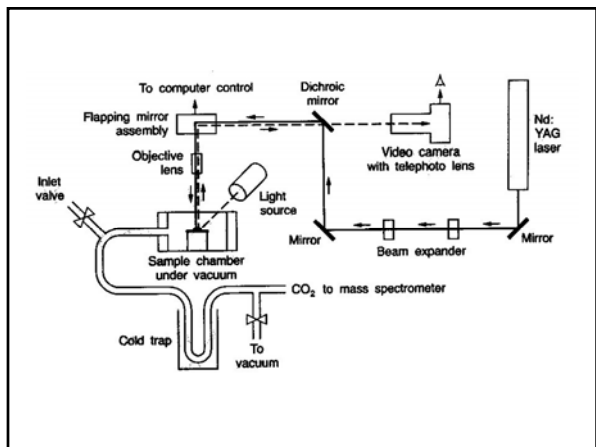 To computer control
Dichroic
mirror
Flapping mirror
assembly
Nd:
YAG
laser
Objective
lens
Video camera
with telephoto lens
Inlet
valve
Light
source
Mirror
Beam expander
Mirror
Sample chamber
under vacuum
CO₂ to mass spectrometer
Cold trap
To
vacuum